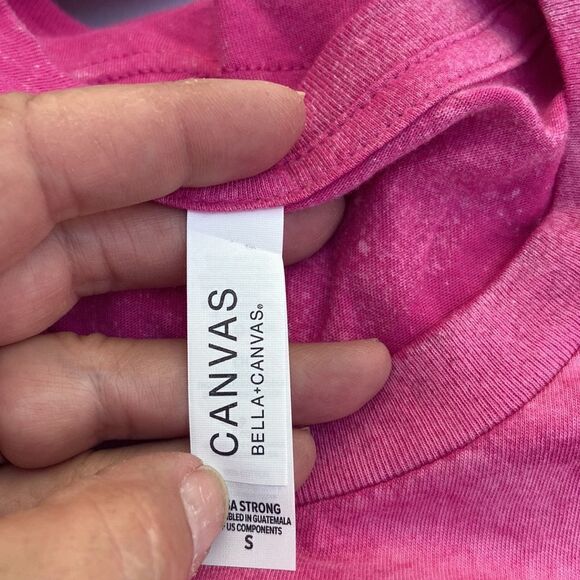 CANVAS
BELLA+CANVAS®
STRONG
IN GUATEMALA
US COMPONENTS
S